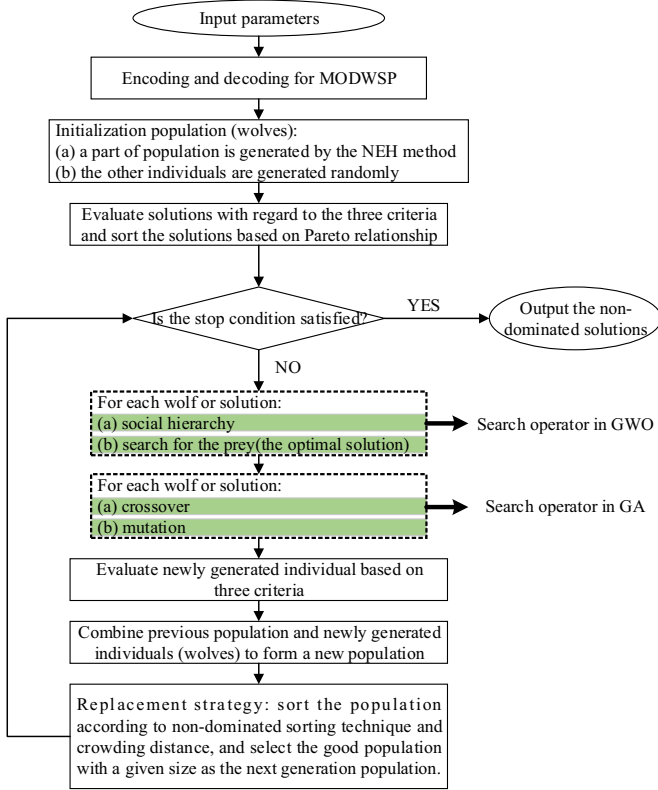 Input parameters
Encoding and decoding for MODWSP
Initialization population (wolves):
(a) a part of population is generated by the NEH method
(b) the other individuals are generated randomly
Evaluate solutions with regard to the three criteria
and sort the solutions based on Pareto relationship
Is the stop condition satisfied?
YES
Output the non-
dominated solutions
NO
For each wolf or solution:
(a) social hierarchy
(b) search for the prey(the optimal solution)
Search operator in GWO
For each wolf or solution:
(a) crossover
(b) mutation
Search operator in GA
Evaluate newly generated individual based on
three criteria
Combine previous population and newly generated
individuals (wolves) to form a new population
Replacement strategy: sort the population
according to non-dominated sorting technique and
crowding distance, and select the good population
with a given size as the next generation population.